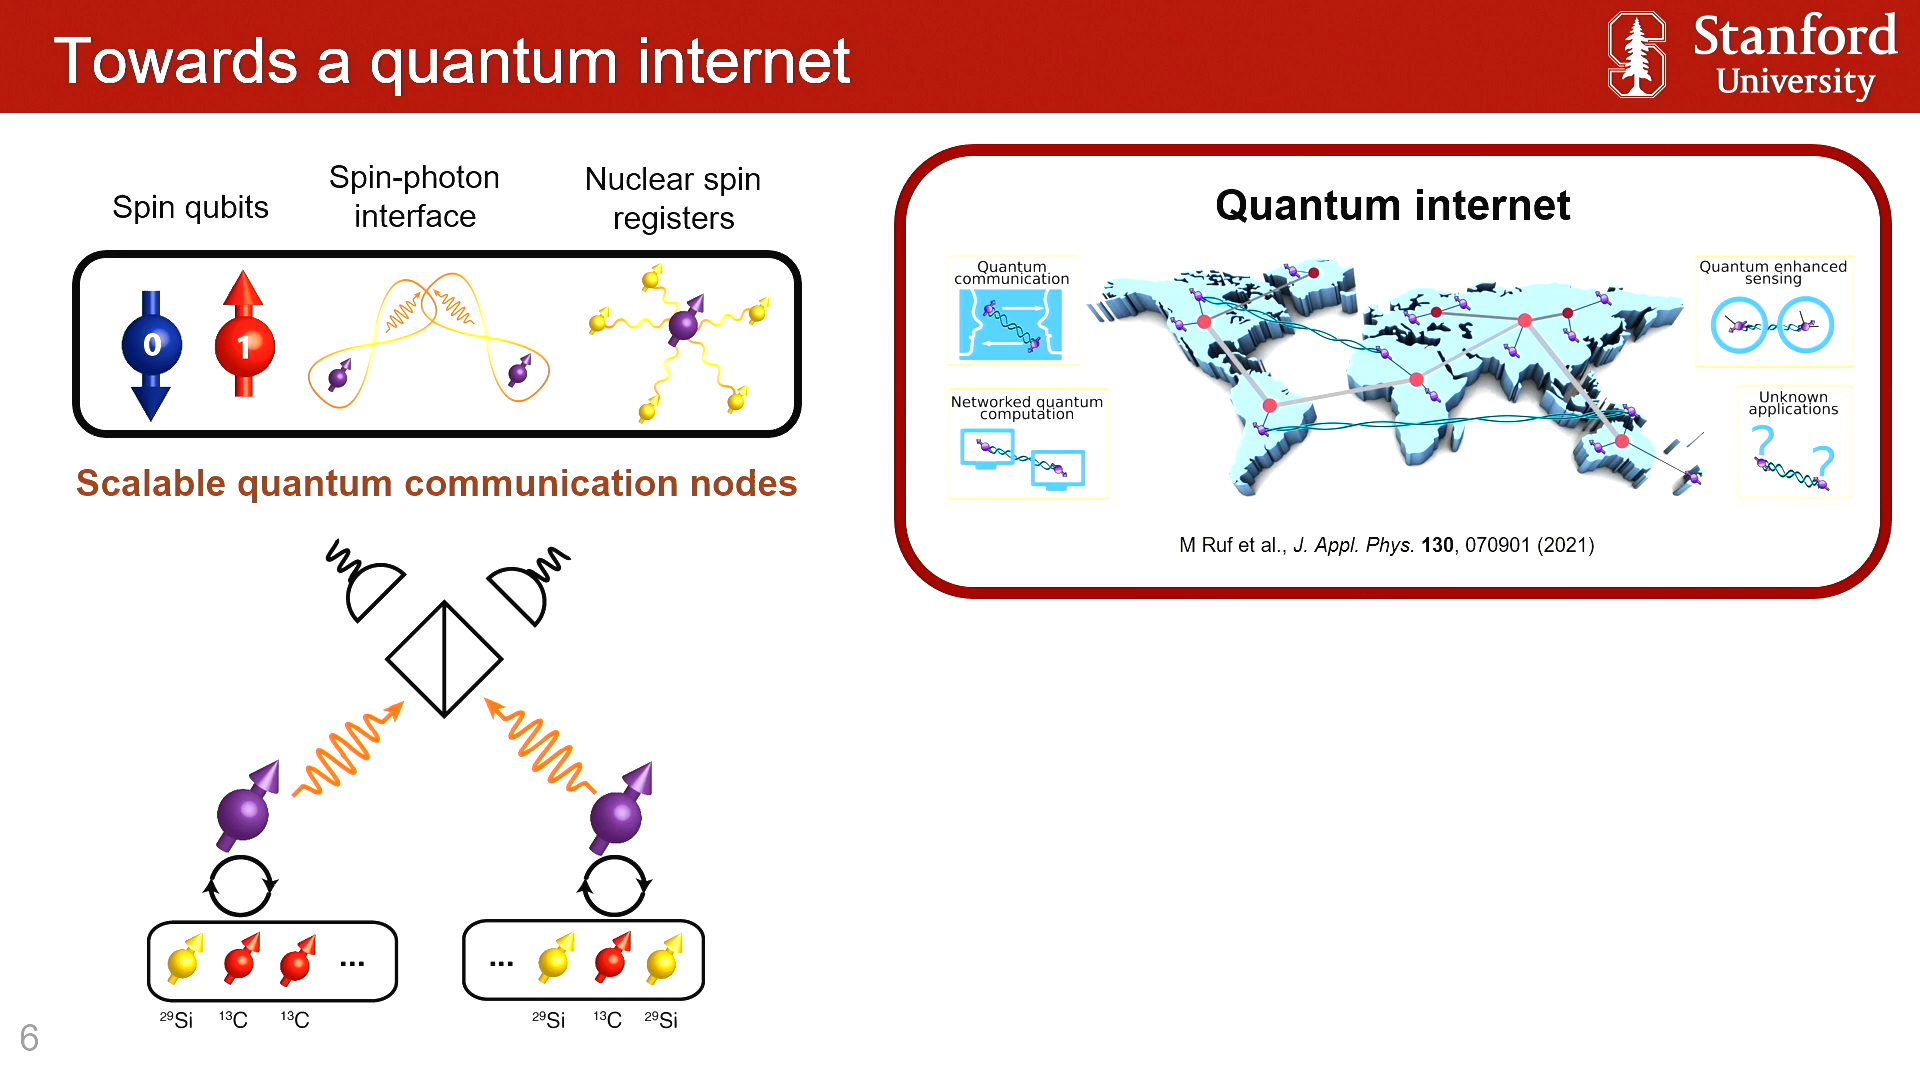 Towards a quantum internet
Stanford
University
Spin qubits
Spin-photon
interface
Nuclear spin
registers
0
1
Scalable quantum communication nodes
Quantum internet
Quantum
communication
Networked quantum
computation
Quantum enhanced
sensing
Unknown
applications
?
?
M Ruf et al., J. Appl. Phys. 130, 070901 (2021)
...
...
²⁹Si ¹³C ¹³C
²⁹Si ¹³C ²⁹Si
6